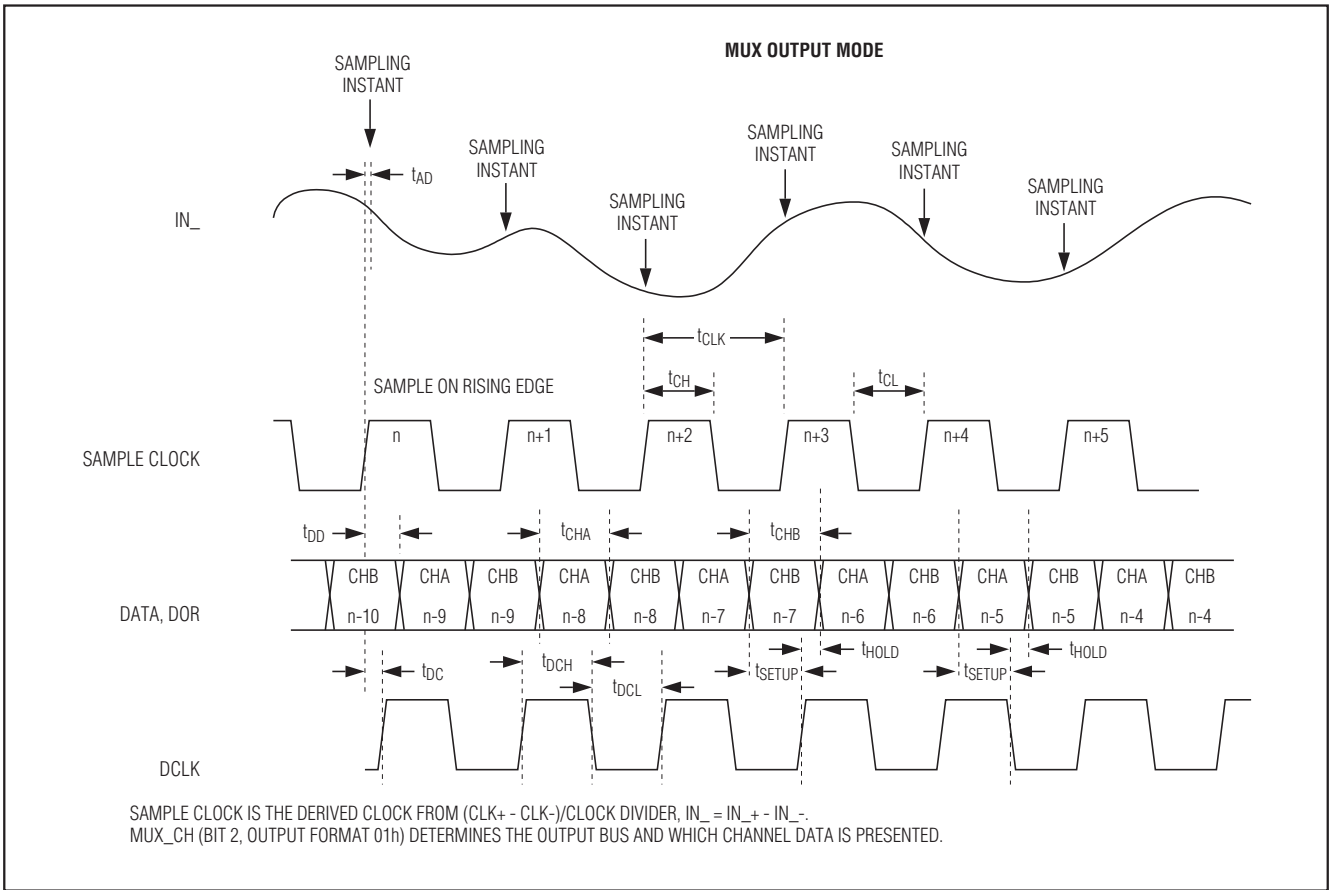 MUX OUTPUT MODE
SAMPLING
INSTANT
SAMPLING
INSTANT
SAMPLING
INSTANT
SAMPLING
INSTANT
SAMPLING
INSTANT
SAMPLING
INSTANT
tAD
IN_
tCLK
tCH
tCL
SAMPLE ON RISING EDGE
n n+1 n+2 n+3 n+4 n+5
SAMPLE CLOCK
tDD tCHA tCHB
CHB CHA CHB CHA CHB CHA CHB CHA CHB CHA CHB CHA CHB
DATA, DOR
n-10 n-9 n-9 n-8 n-8 n-7 n-7 n-6 n-6 n-5 n-5 n-4 n-4
tDC tDCH tDCL tSETUP tHOLD tSETUP tHOLD
DCLK
SAMPLE CLOCK IS THE DERIVED CLOCK FROM (CLK+ - CLK-)/CLOCK DIVIDER, IN_ = IN_+ - IN_-.
MUX_CH (BIT 2, OUTPUT FORMAT 01h) DETERMINES THE OUTPUT BUS AND WHICH CHANNEL DATA IS PRESENTED.